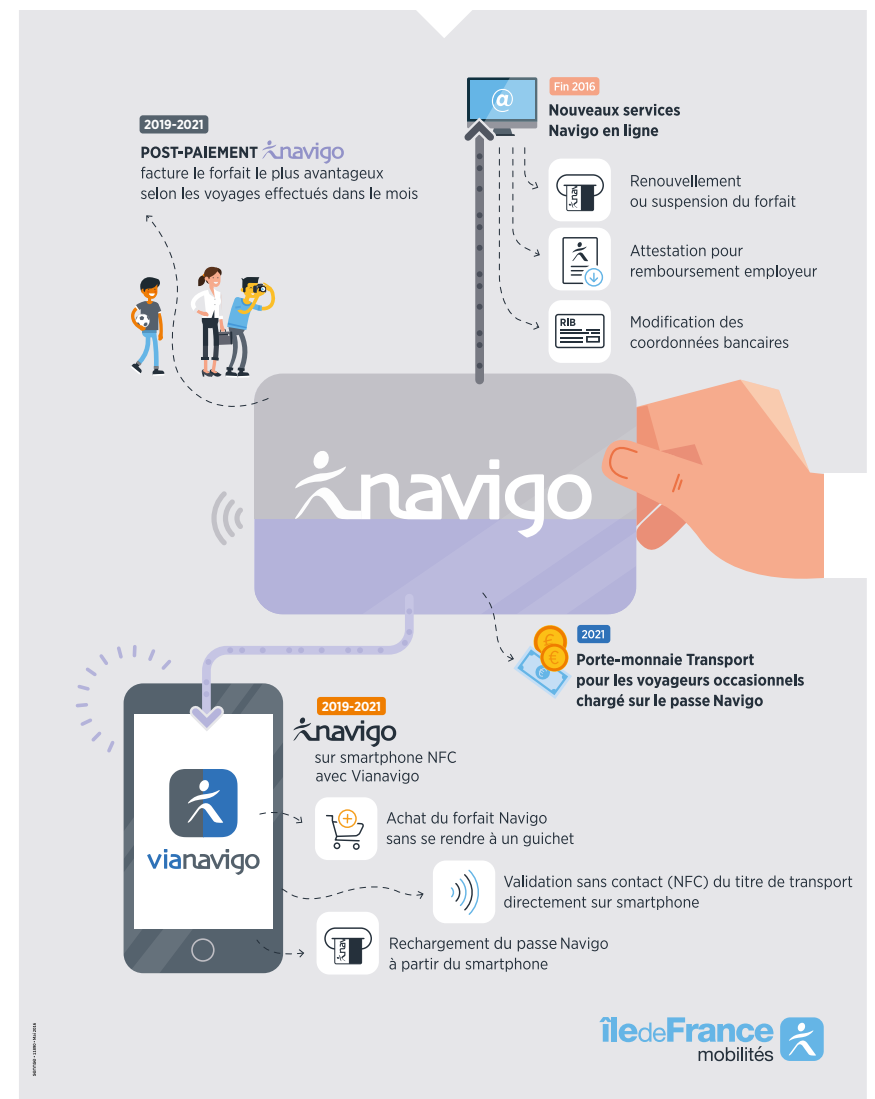 Fin 2016
Nouveaux services
Navigo en ligne
@
2019-2021
POST-PAIEMENT navigo
facture le forfait le plus avantageux
selon les voyages effectués dans le mois
Renouvellement
ou suspension du forfait
Attestation pour
remboursement employeur
RIB
Modification des
coordonnées bancaires
navigo
2021
Porte-monnaie Transport
pour les voyageurs occasionnels
chargé sur le passe Navigo
2019-2021
navigo
sur smartphone NFC
avec Vianavigo
vianavigo
Achat du forfait Navigo
sans se rendre à un guichet
Validation sans contact (NFC) du titre de transport
directement sur smartphone
Rechargement du passe Navigo
à partir du smartphone
îledeFrance
mobilités